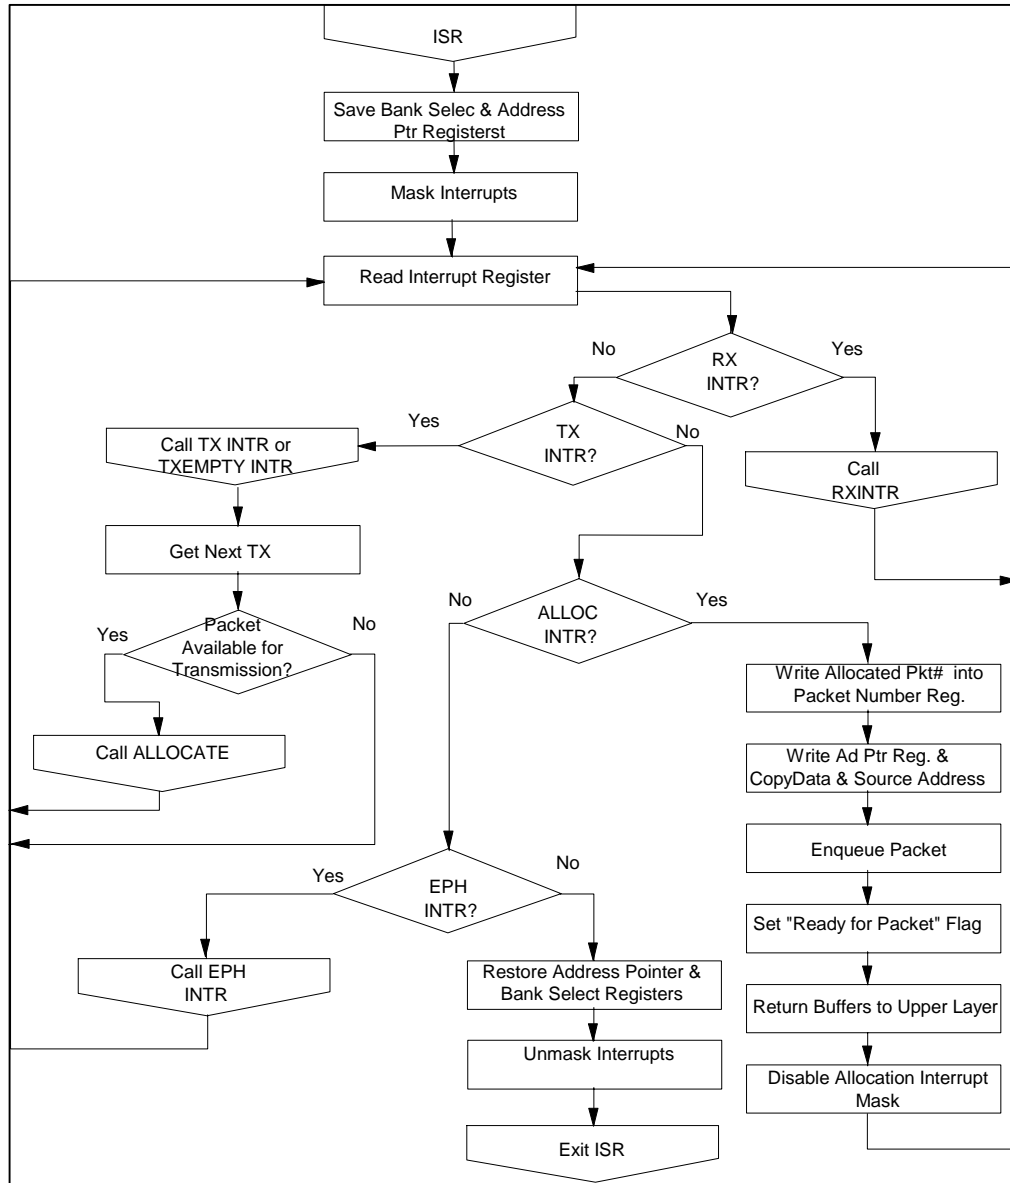 ISR
Save Bank Selec & Address
Ptr Registerst
Mask Interrupts
Read Interrupt Register
No
RX
INTR?
Yes
Yes
TX
INTR?
No
Call TX INTR or
TXEMPTY INTR
Call
RXINTR
Get Next TX
No
ALLOC
INTR?
Yes
Yes
Packet
Available for
Transmission?
No
Write Allocated Pkt# into
Packet Number Reg.
Call ALLOCATE
Write Ad Ptr Reg. &
CopyData & Source Address
Enqueue Packet
Yes
EPH
INTR?
No
Set "Ready for Packet" Flag
Call EPH
INTR
Restore Address Pointer &
Bank Select Registers
Return Buffers to Upper Layer
Unmask Interrupts
Disable Allocation Interrupt
Mask
Exit ISR